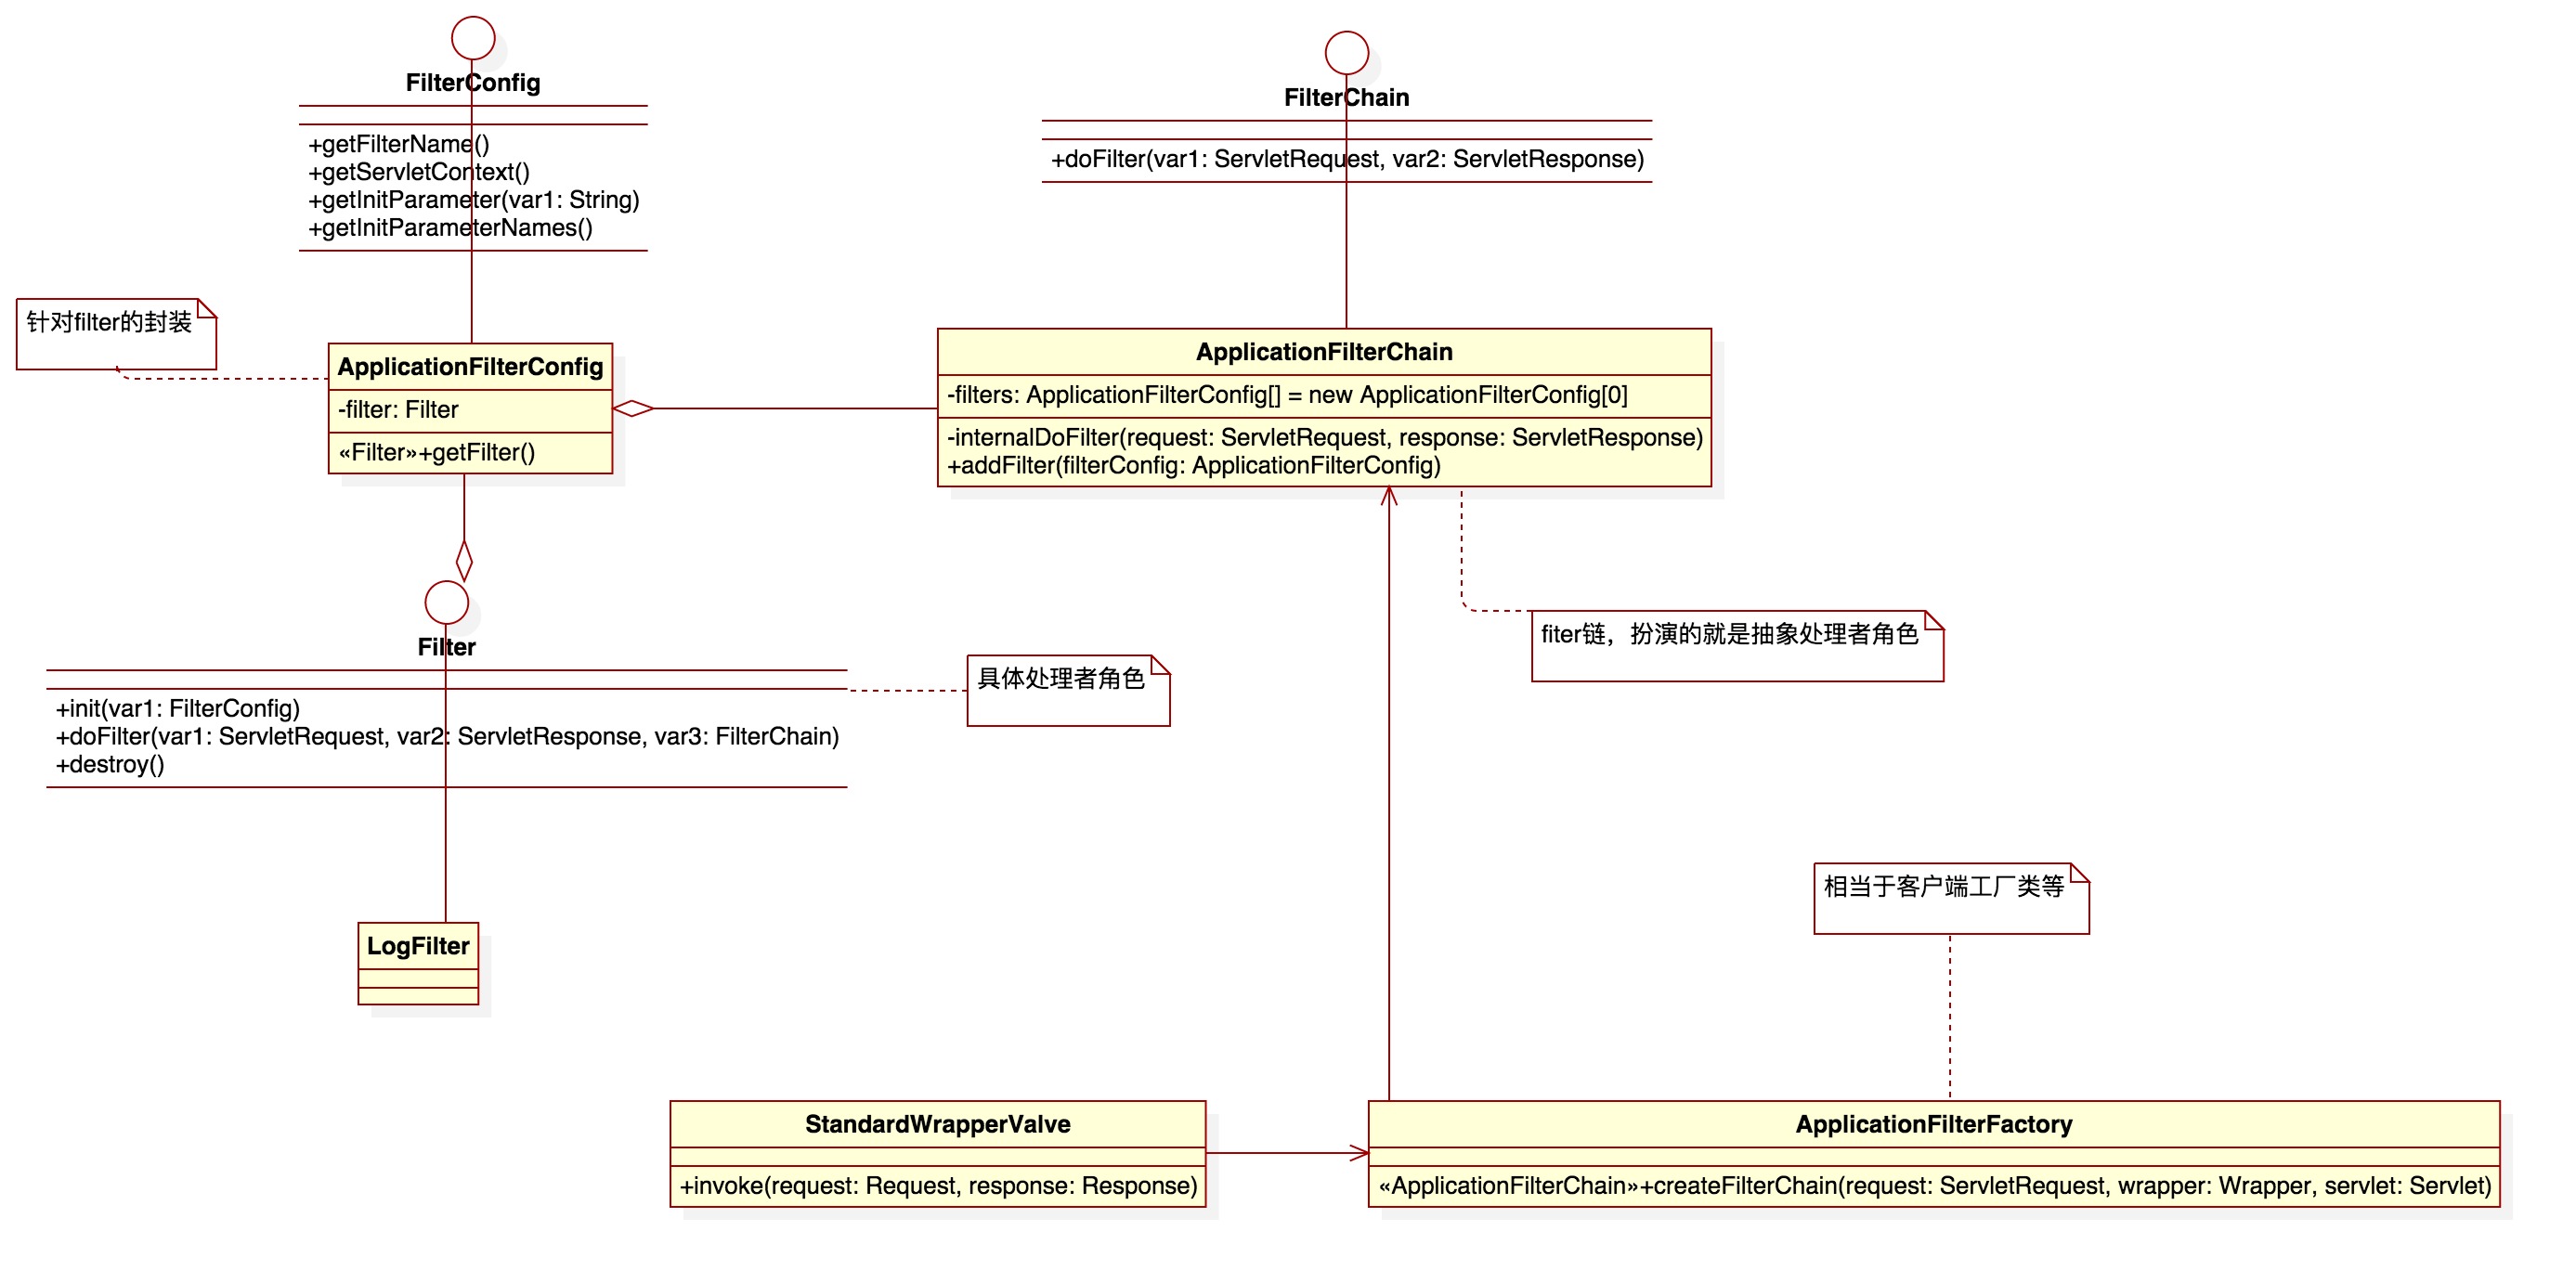 FilterConfig
+getFilterName()
+getServletContext()
+getInitParameter(var1: String)
+getInitParameterNames()
FilterChain
+doFilter(var1: ServletRequest, var2: ServletResponse)
针对filter的封装
ApplicationFilterConfig
-filter: Filter
«Filter»+getFilter()
ApplicationFilterChain
-filters: ApplicationFilterConfig[] = new ApplicationFilterConfig[0]
-internalDoFilter(request: ServletRequest, response: ServletResponse)
+addFilter(filterConfig: ApplicationFilterConfig)
Filter
+init(var1: FilterConfig)
+doFilter(var1: ServletRequest, var2: ServletResponse, var3: FilterChain)
+destroy()
具体处理者角色
fiter链，扮演的就是抽象处理者角色
LogFilter
相当于客户端工厂类等
StandardWrapperValve
+invoke(request: Request, response: Response)
ApplicationFilterFactory
«ApplicationFilterChain»+createFilterChain(request: ServletRequest, wrapper: Wrapper, servlet: Servlet)